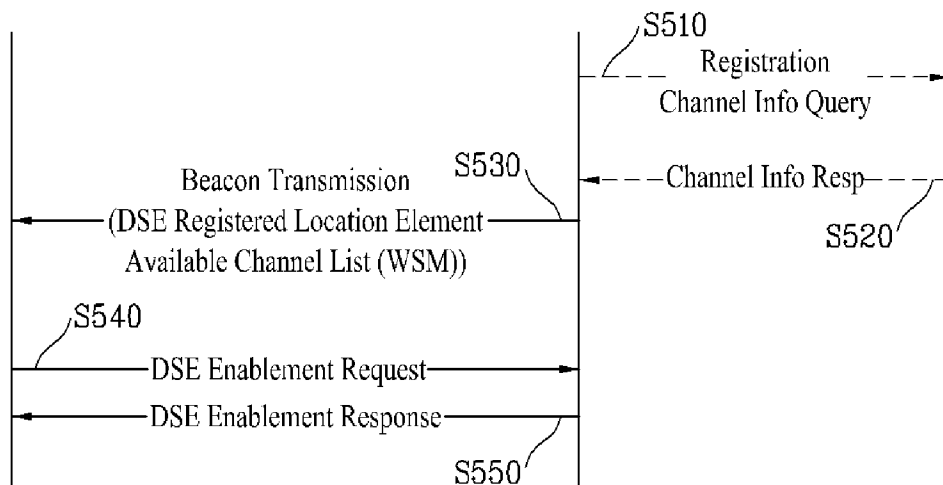 S510
Registration
Channel Info Query
S530
Beacon Transmission
(DSE Registered Location Element
Available Channel List (WSM))
Channel Info Resp
S520
S540
DSE Enablement Request
DSE Enablement Response
S550